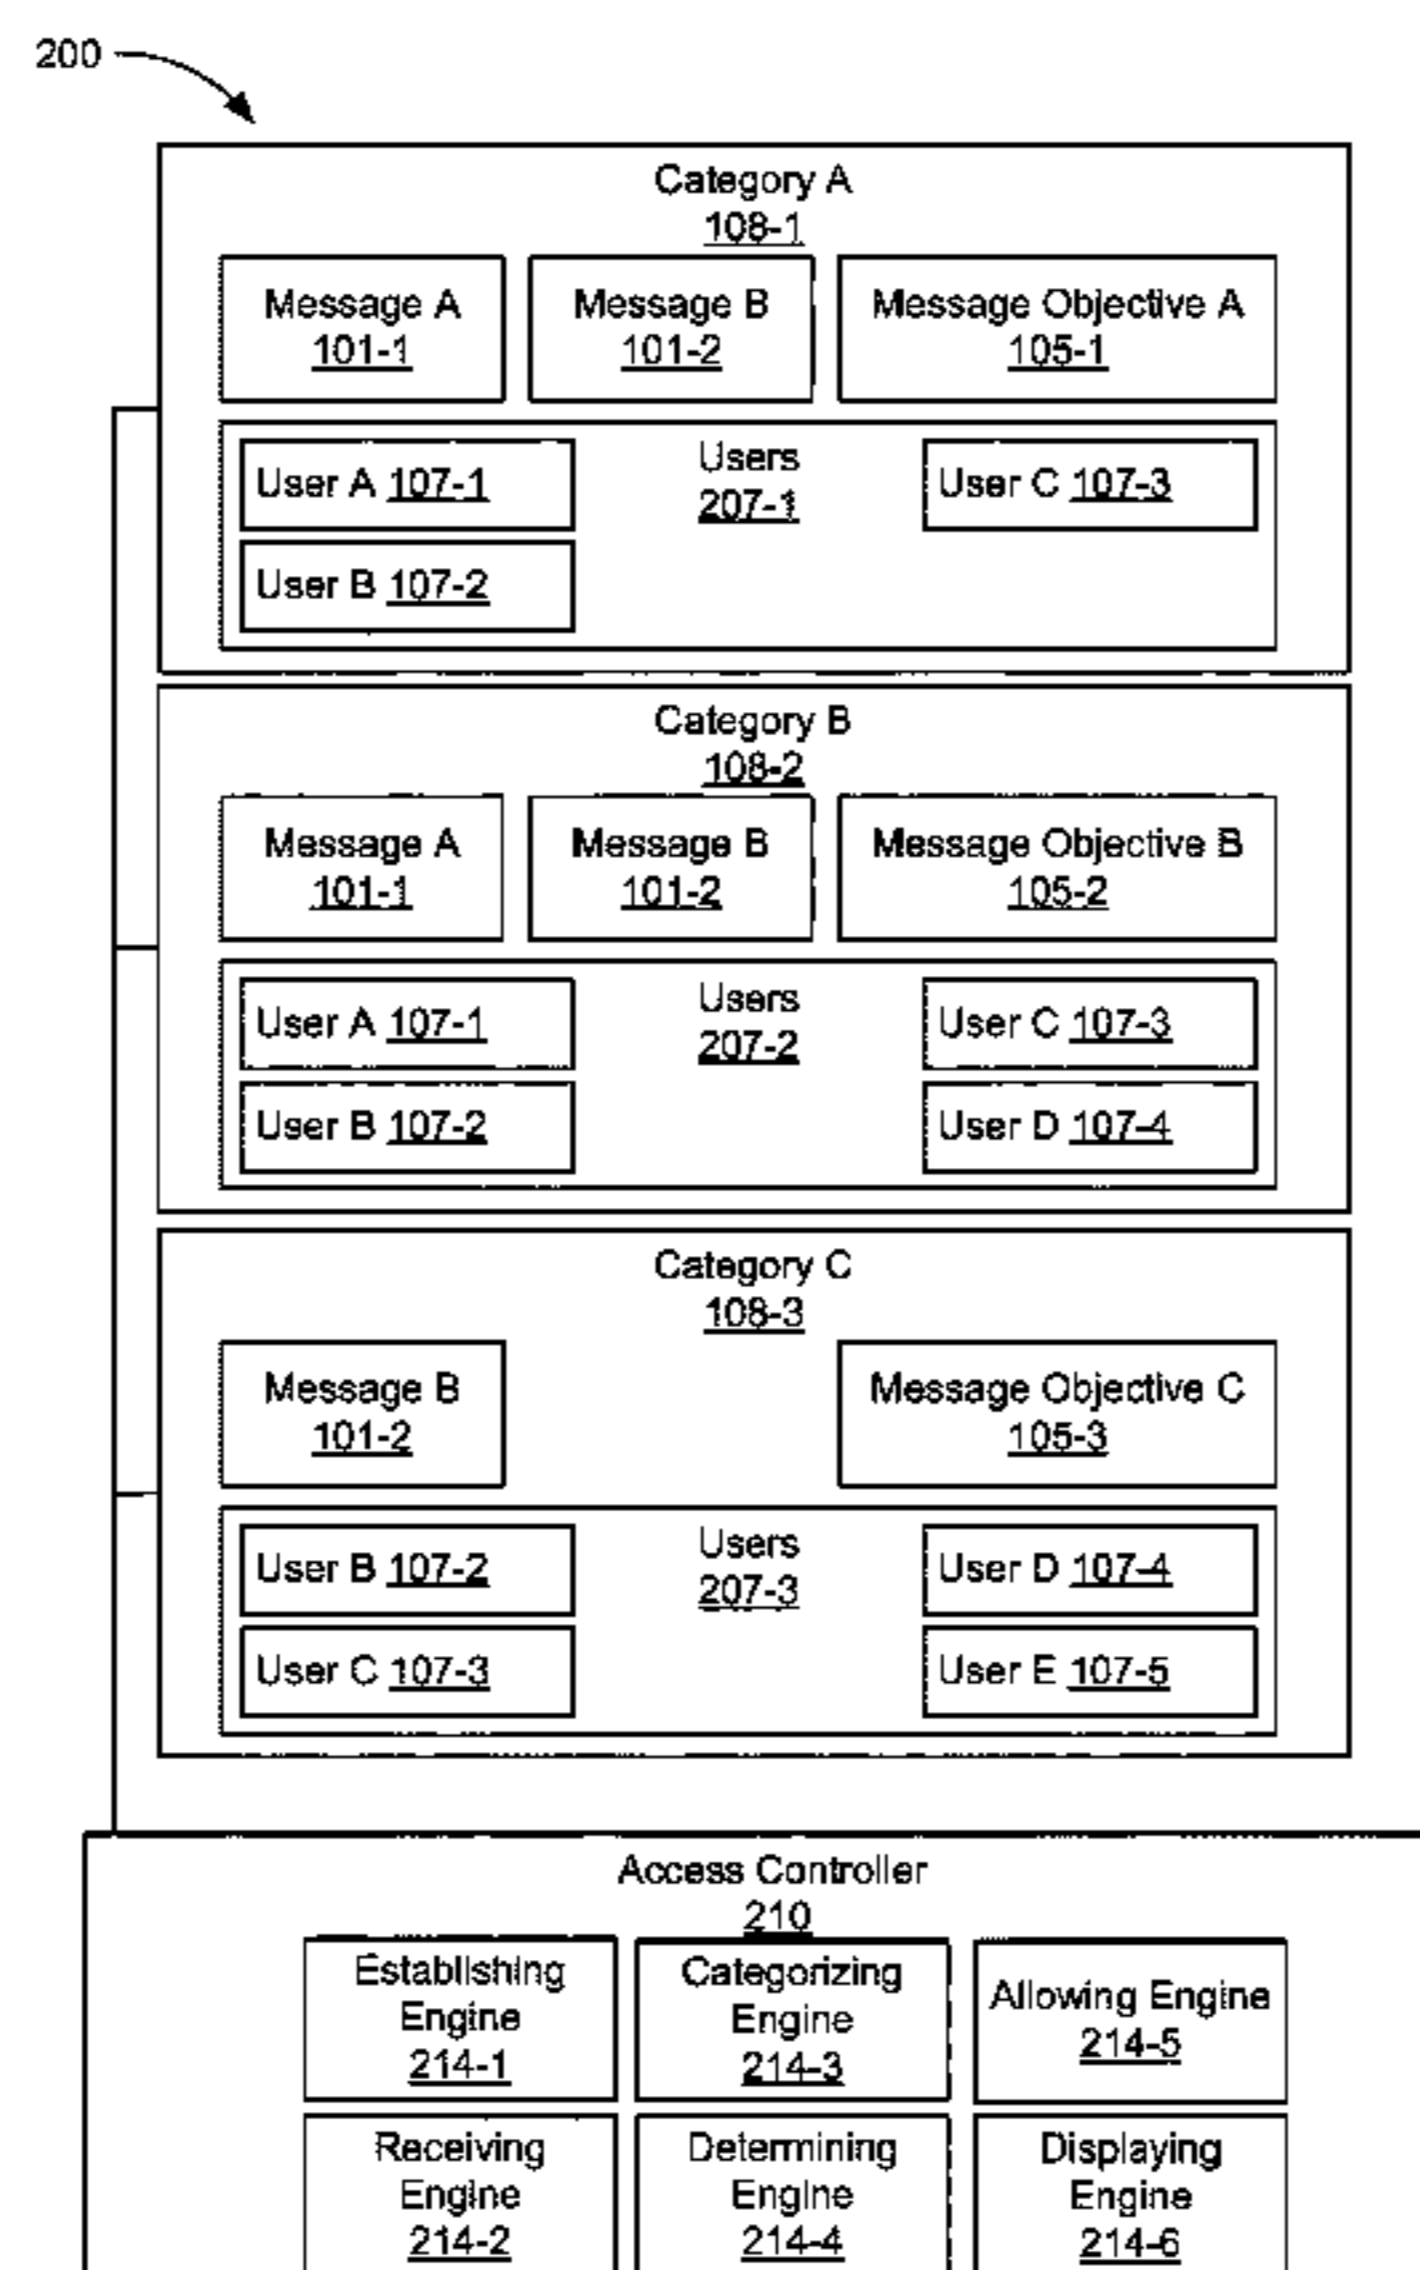 200
Category A
108-1
Message A
101-1
Message B
101-2
Message Objective A
105-1
User A 107-1
User B 107-2
Users
207-1
User C 107-3
Category B
108-2
Message A
101-1
Message B
101-2
Message Objective B
105-2
User A 107-1
User B 107-2
Users
207-2
User C 107-3
User D 107-4
Category C
108-3
Message B
101-2
Message Objective C
105-3
User B 107-2
User C 107-3
Users
207-3
User D 107-4
User E 107-5
Access Controller
210
Establishing
Engine
214-1
Categorizing
Engine
214-3
Allowing Engine
214-5
Receiving
Engine
214-2
Determining
Engine
214-4
Displaying
Engine
214-6